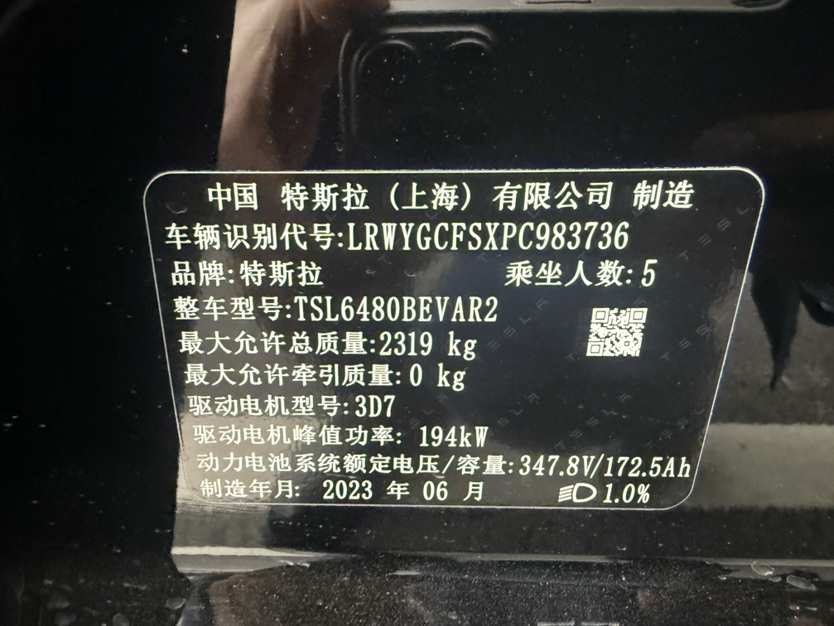 中国 特斯拉 (上海) 有限公司 制造
车辆识别代号:LRWYGCFSXPC983736
品牌:特斯拉 乘坐人数:5
整车型号:TSL6480BEVAR2
最大允许总质量:2319 kg
最大允许牵引质量:0 kg
驱动电机型号:3D7
驱动电机峰值功率: 194kW
动力电池系统额定电压/容量:347.8V/172.5Ah
制造年月: 2023 年 06 月 1.0%